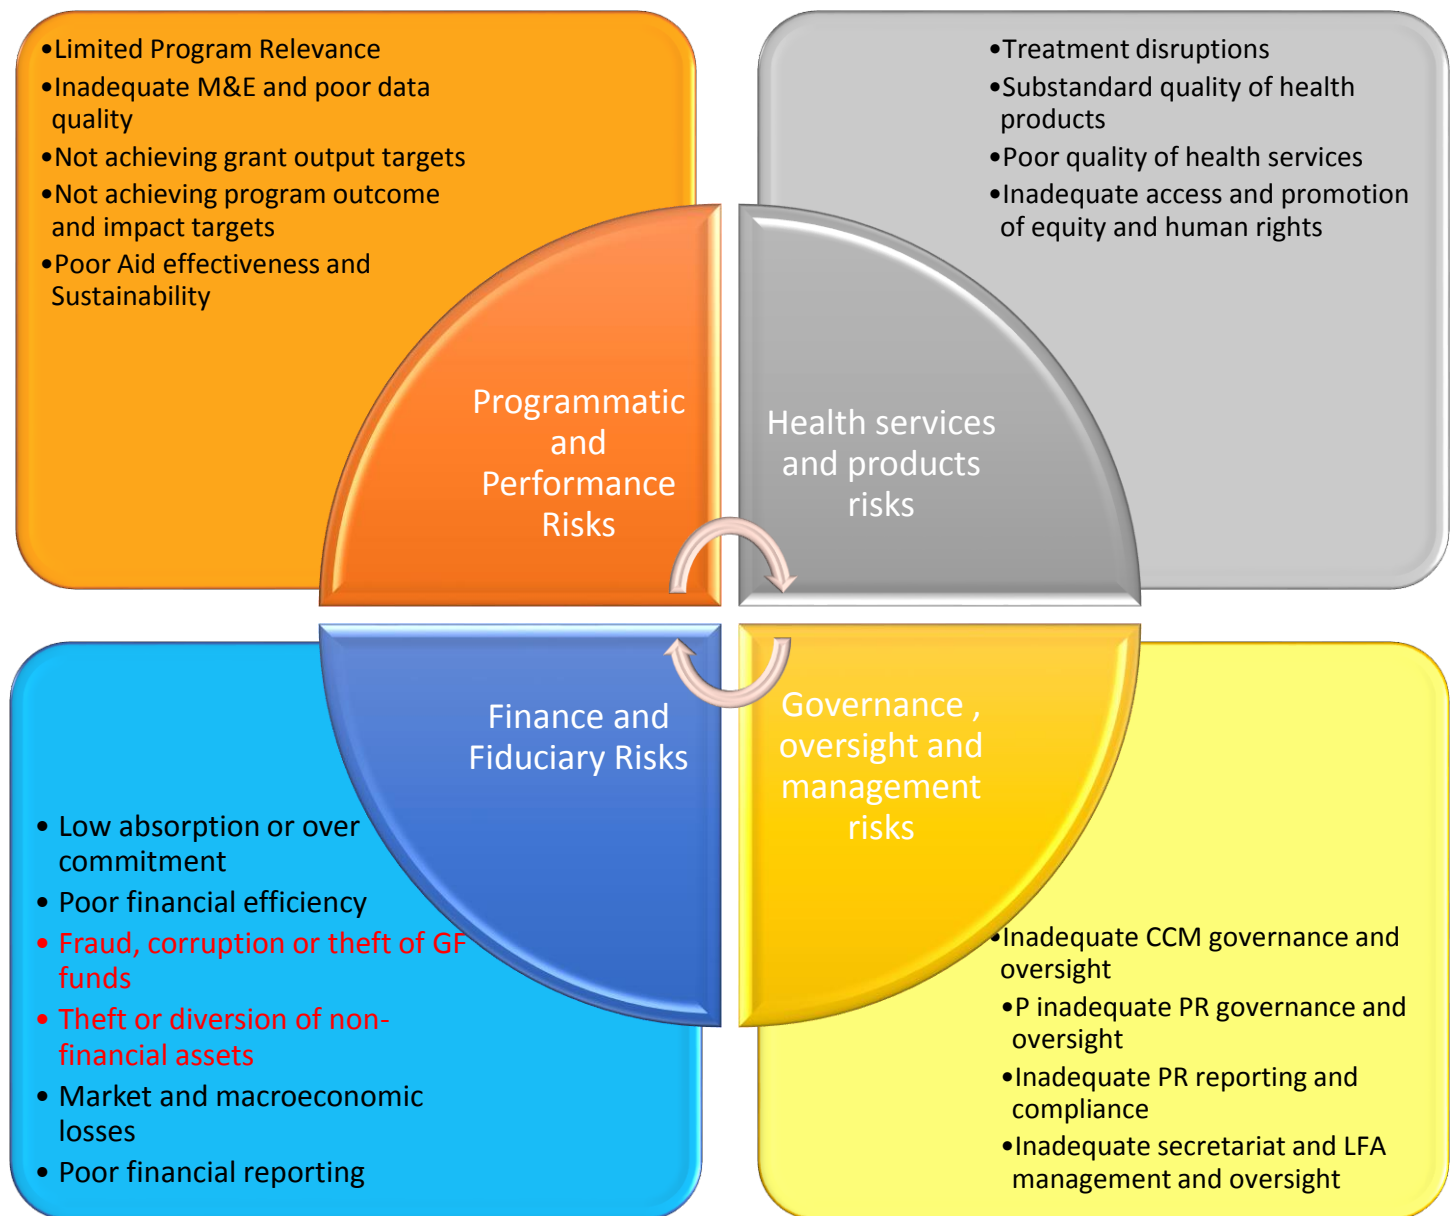 •Limited Program Relevance
•Inadequate M&E and poor data
quality
•Not achieving grant output targets
•Not achieving program outcome
and impact targets
•Poor Aid effectiveness and
Sustainability
•Treatment disruptions
•Substandard quality of health
products
•Poor quality of health services
•Inadequate access and promotion
of equity and human rights
Programmatic
and
Performance
Risks
Health services
and products
risks
Finance and
Fiduciary Risks
Governance ,
oversight and
management
risks
• Low absorption or over
commitment
• Poor financial efficiency
• Fraud, corruption or theft of GF
funds
• Theft or diversion of non-
financial assets
• Market and macroeconomic
losses
• Poor financial reporting
•Inadequate CCM governance and
oversight
•P inadequate PR governance and
oversight
•Inadequate PR reporting and
compliance
•Inadequate secretariat and LFA
management and oversight